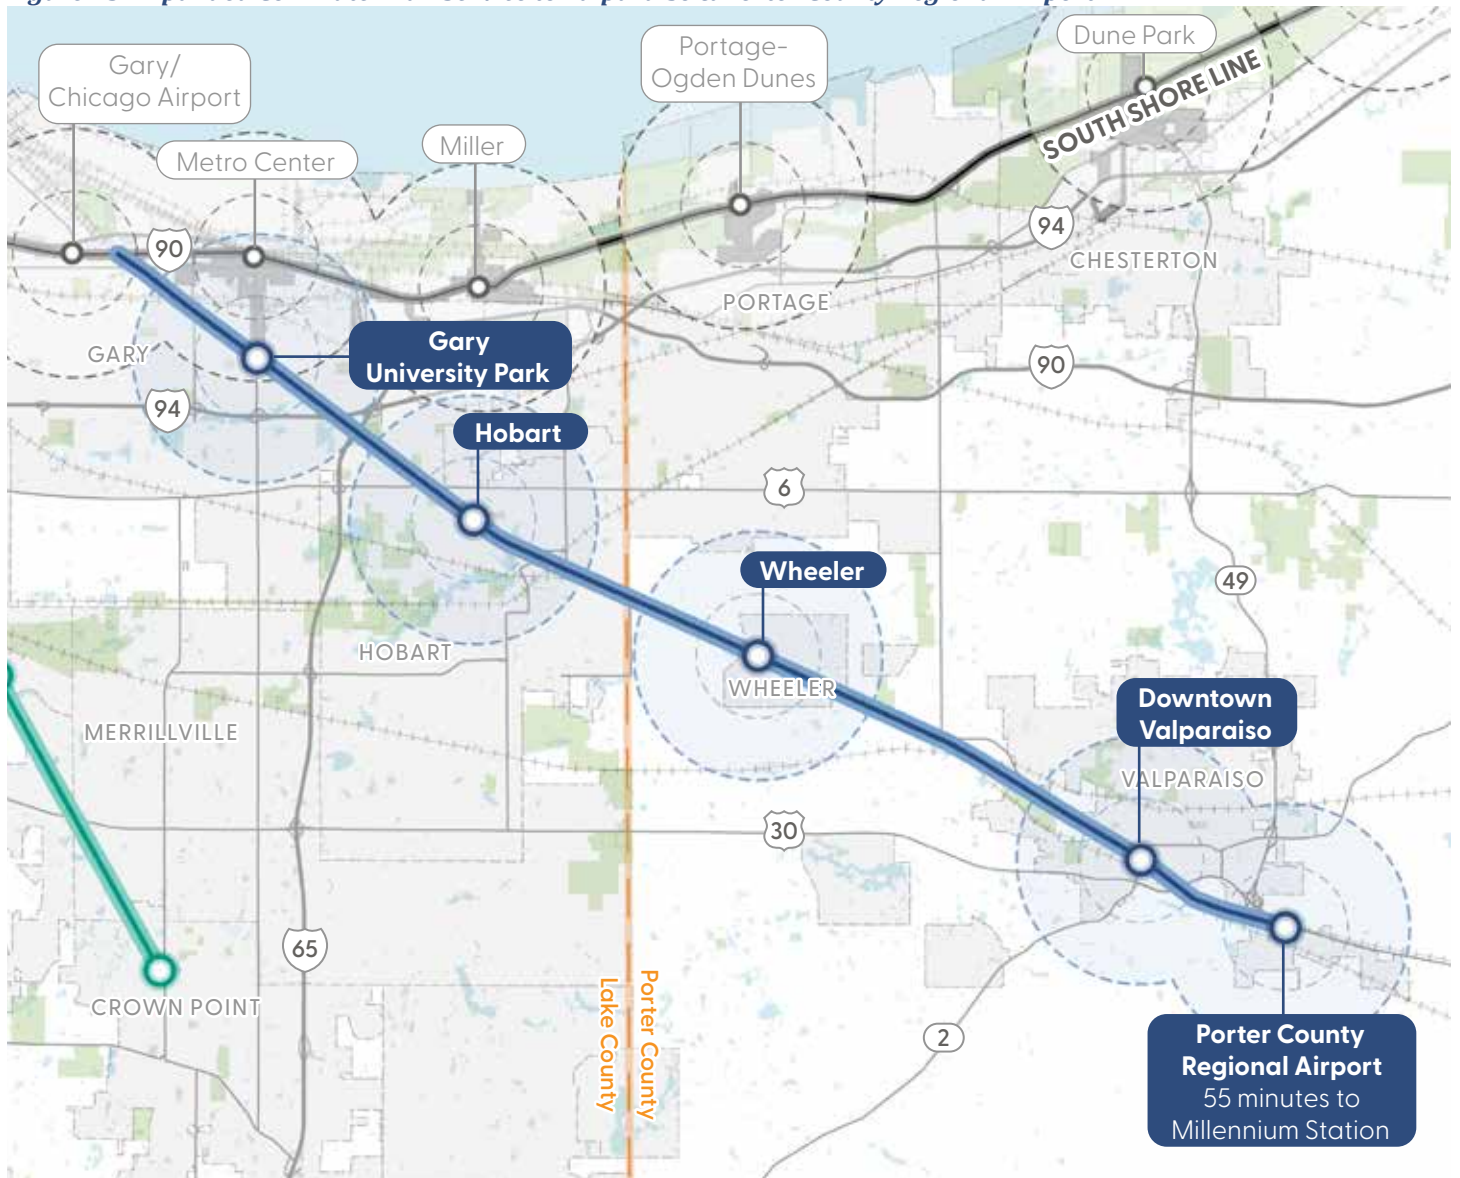 Gary/
Chicago Airport
Metro Center
Miller
Portage-
Ogden Dunes
Dune Park
SOUTH SHORE LINE
90
94
CHESTERTON
PORTAGE
GARY
Gary
University Park
90
94
Hobart
6
Wheeler
49
HOBART
WHEELER
Downtown
Valparaiso
MERRILLVILLE
VALPARAISO
30
65
CROWN POINT
Porter County
Lake County
2
Porter County
Regional Airport
55 minutes to
Millennium Station